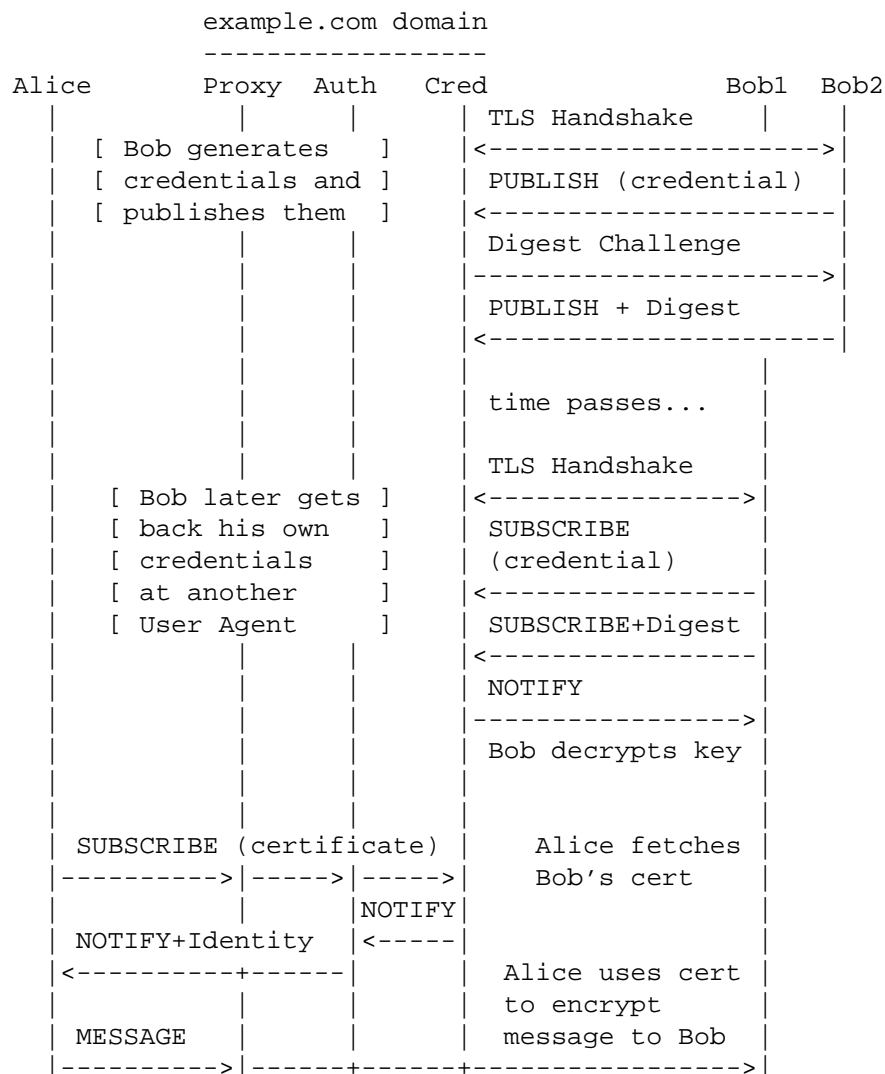 example.com domain
------------------
Alice Proxy Auth Cred Bob1 Bob2
| | | | TLS Handshake | |
| [ Bob generates ] |<--------------------->|
| [ credentials and ] | PUBLISH (credential) |
| [ publishes them ] |<----------------------|
| | | | Digest Challenge |
| | | |---------------------->|
| | | | PUBLISH + Digest |
| | | |<----------------------|
| | | | |
| | | | time passes... |
| | | | |
| | | | TLS Handshake |
| [ Bob later gets ] |<---------------->|
| [ back his own ] | SUBSCRIBE |
| [ credentials ] | (credential) |
| [ at another ] |<-----------------|
| [ User Agent ] | SUBSCRIBE+Digest|
| | | |<-----------------|
| | | | NOTIFY |
| | | |----------------->|
| | | | Bob decrypts key |
| | | | |
| | | | |
| SUBSCRIBE (certificate) | Alice fetches |
|---------->|----->|----->| Bob's cert |
| | |NOTIFY| |
| NOTIFY+Identity |<-----| |
|<----------+------| | Alice uses cert |
| | | | to encrypt |
| MESSAGE | | | message to Bob |
|---------->|------+------+----------------->|